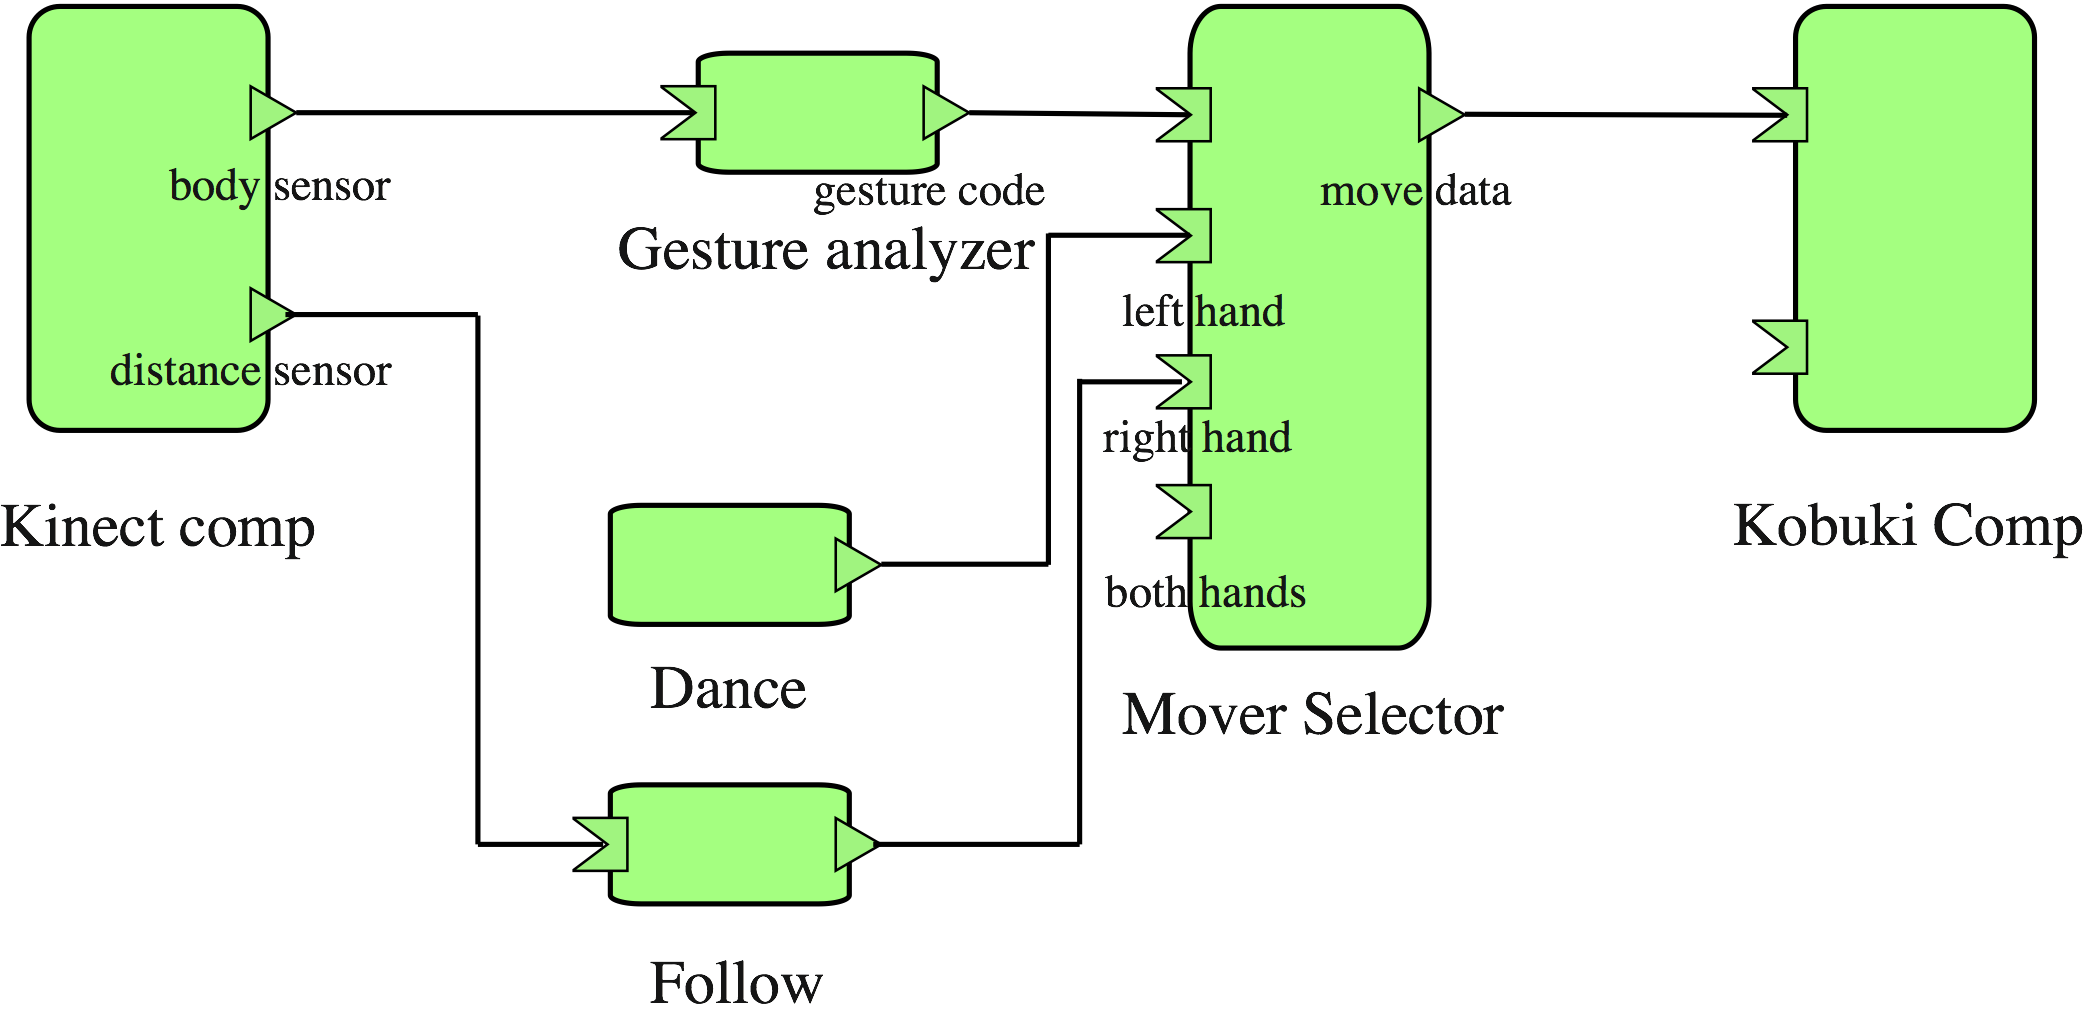 body sensor
gesture code
move data
Gesture analyzer
left hand
distance sensor
right hand
Kinect comp
Kobuki Comp
both hands
Dance
Mover Selector
Follow